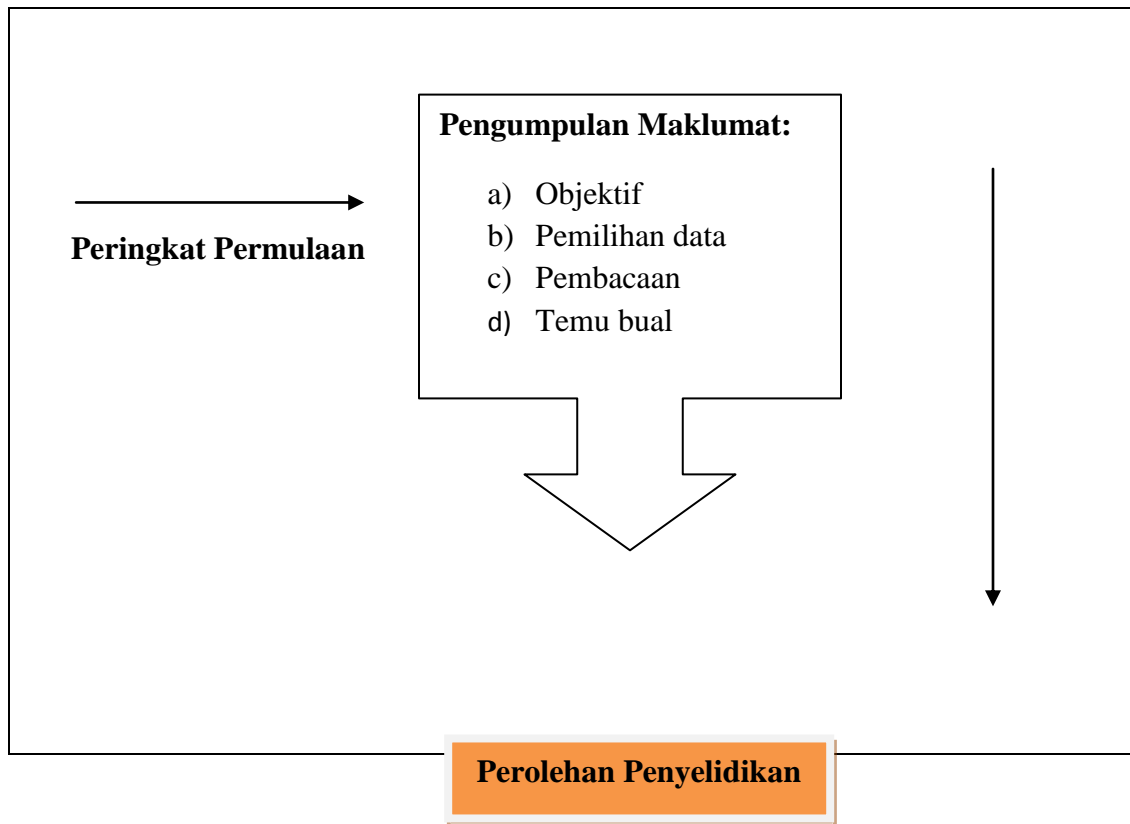 Pengumpulan Maklumat:
a) Objektif
b) Pemilihan data
c) Pembacaan
d) Temu bual
Peringkat Permulaan
Perolehan Penyelidikan